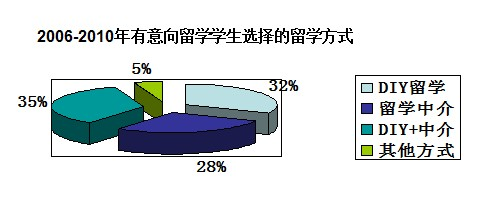 2006-2010年有意向留学学生选择的留学方式
5%
32%
35%
28%
DIY留学
留学中介
DIY+中介
其他方式